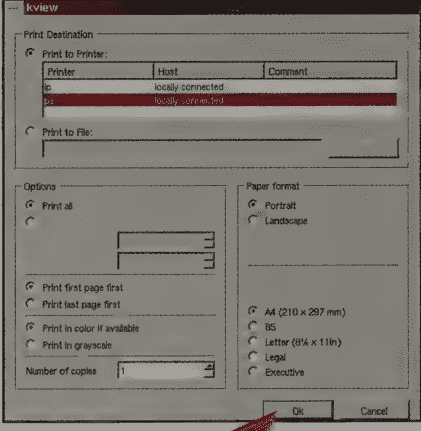 kview
Print Destination
Print to Printer:
Printer Host Comment
lp locally connected
ps locally connected
Print to File:
Options
Print all
Print first page first
Print last page first
Print in color if available
Print in grayscale
Number of copies 1
Paper format
Portrait
Landscape
A4 (210 x 297 mm)
B5
Letter (8½ x 11in)
Legal
Executive
Ok Cancel